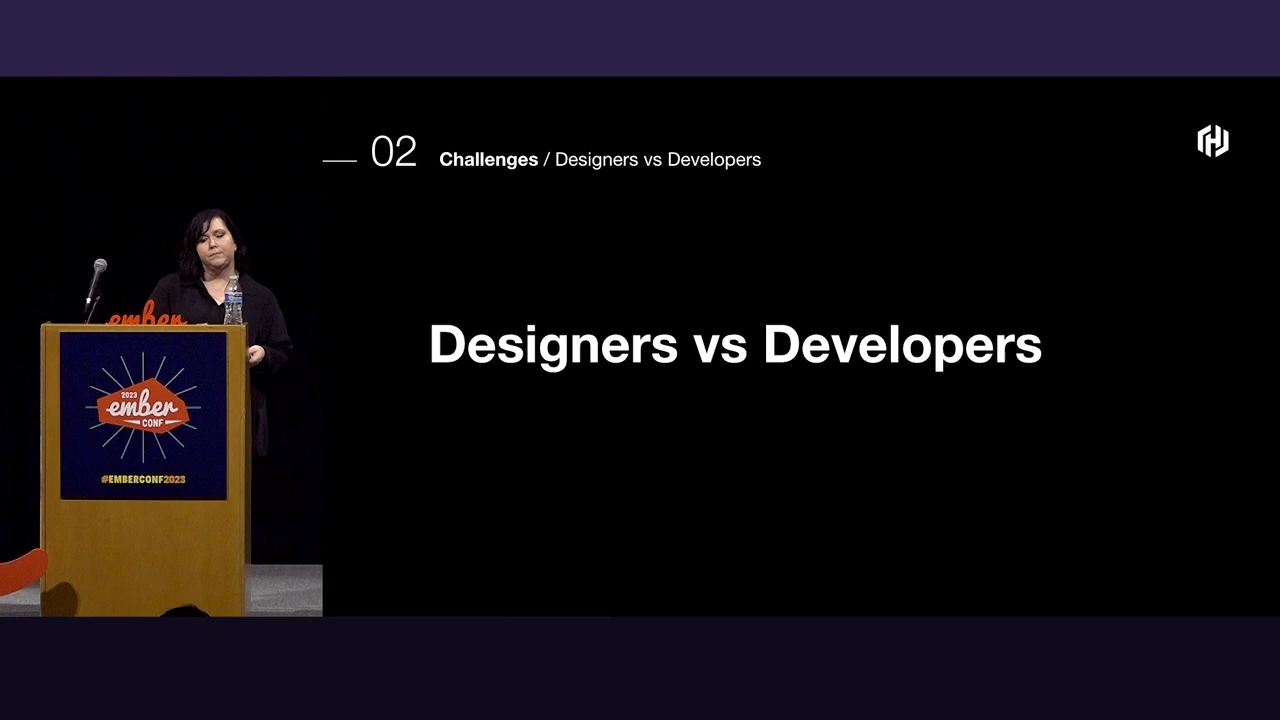 02 Challenges / Designers vs Developers
Designers vs Developers
ember
2023
ember
CONF
#EMBERCONF2023